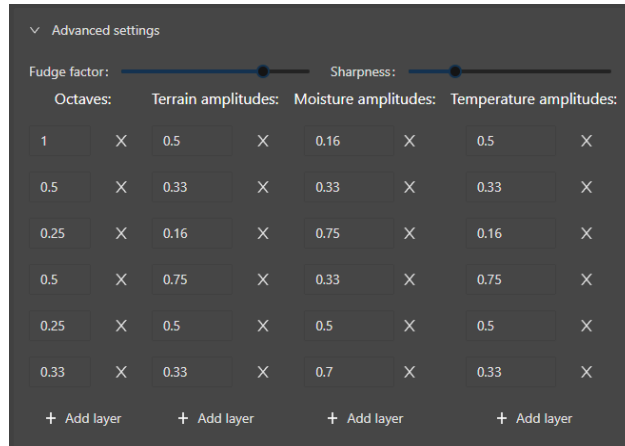 Advanced settings
Fudge factor: Sharpness:
Octaves: Terrain amplitudes: Moisture amplitudes: Temperature amplitudes:
1 X 0.5 X 0.16 X 0.5 X
0.5 X 0.33 X 0.33 X 0.33 X
0.25 X 0.16 X 0.75 X 0.16 X
0.5 X 0.75 X 0.33 X 0.75 X
0.25 X 0.5 X 0.5 X 0.5 X
0.33 X 0.33 X 0.7 X 0.33 X
+ Add layer + Add layer + Add layer + Add layer